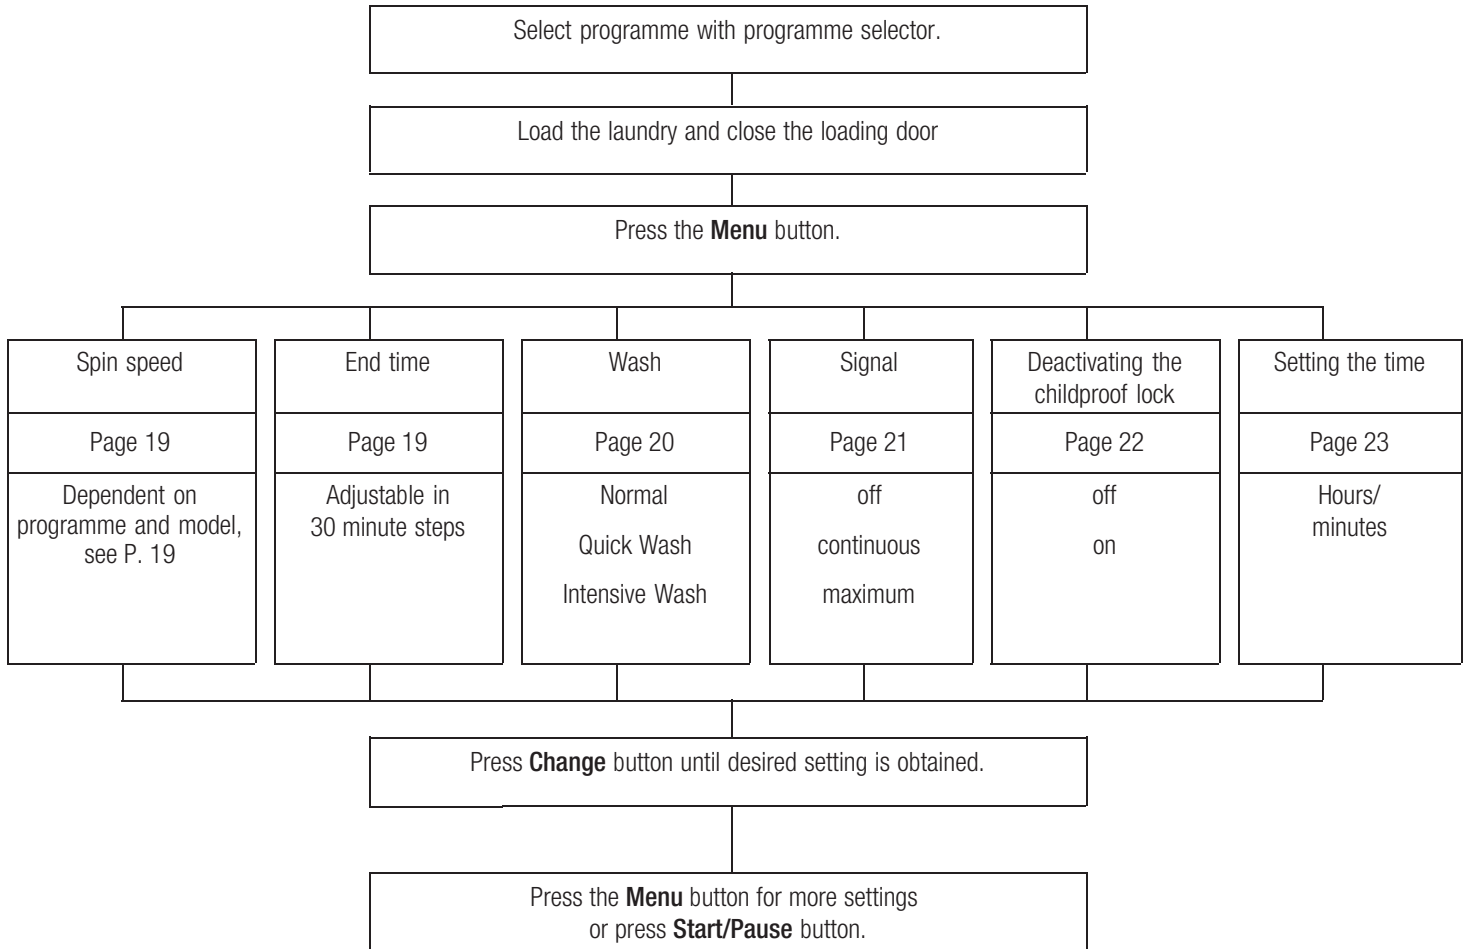 Select programme with programme selector.
Load the laundry and close the loading door
Press the Menu button.
Spin speed
Page 19
Dependent on
programme and model,
see P. 19
End time
Page 19
Adjustable in
30 minute steps
Wash
Page 20
Normal
Quick Wash
Intensive Wash
Signal
Page 21
off
continuous
maximum
Deactivating the
childproof lock
Page 22
off
on
Setting the time
Page 23
Hours/
minutes
Press Change button until desired setting is obtained.
Press the Menu button for more settings
or press Start/Pause button.